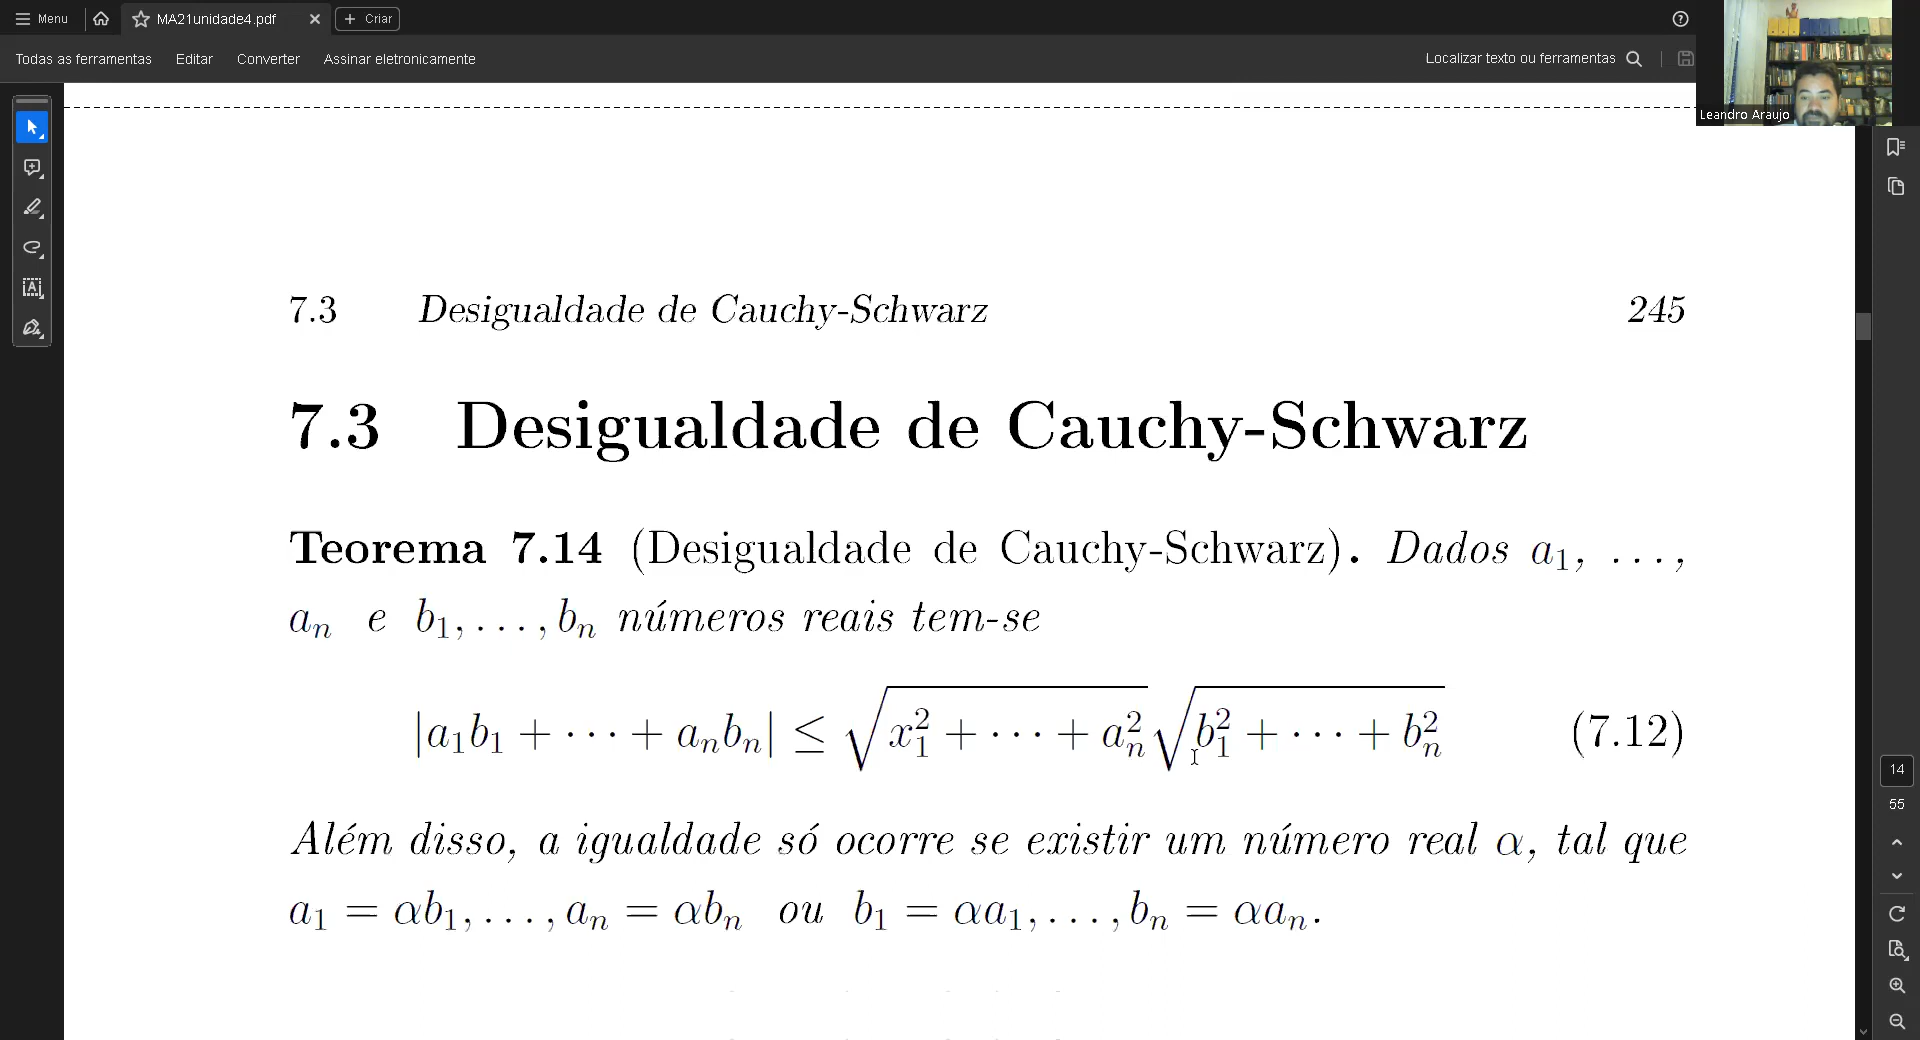 Menu
MA21unidade4.pdf
Criar
Todas as ferramentas
Editar
Converter
Assinar eletronicamente
Localizar texto ou ferramentas
Leandro Araujo
7.3 Desigualdade de Cauchy-Schwarz 245
7.3 Desigualdade de Cauchy-Schwarz
Teorema 7.14 (Desigualdade de Cauchy-Schwarz). Dados a₁, …,
aₙ e b₁, …, bₙ números reais tem-se
|a₁b₁ + ⋯ + aₙbₙ| ≤ √(x₁² + ⋯ + aₙ²) √(b₁² + ⋯ + bₙ²) (7.12)
Além disso, a igualdade só ocorre se existir um número real α, tal que
a₁ = αb₁, …, aₙ = αbₙ ou b₁ = αa₁, …, bₙ = αaₙ.
14
55